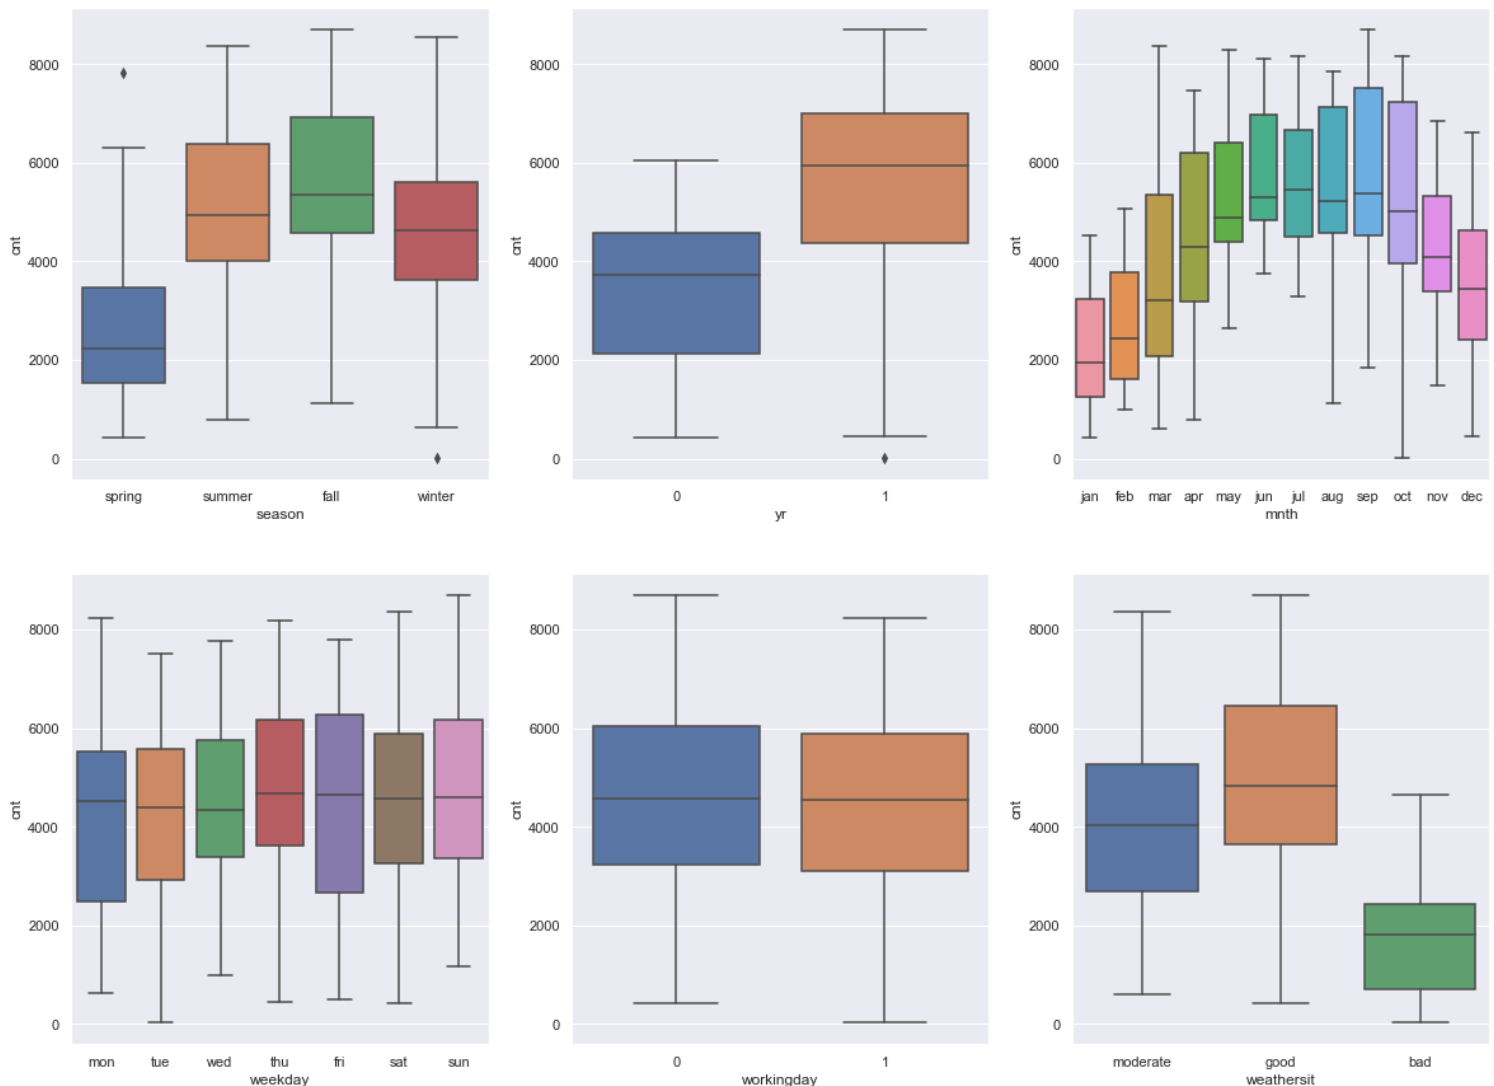 cnt
8000
6000
4000
2000
0
spring summer fall winter
season
cnt
8000
6000
4000
2000
0
0 1
yr
cnt
8000
6000
4000
2000
0
jan feb mar apr may jun jul aug sep oct nov dec
mnth
cnt
8000
6000
4000
2000
0
mon tue wed thu fri sat sun
weekday
cnt
8000
6000
4000
2000
0
0 1
workingday
cnt
8000
6000
4000
2000
0
moderate good bad
weathersit